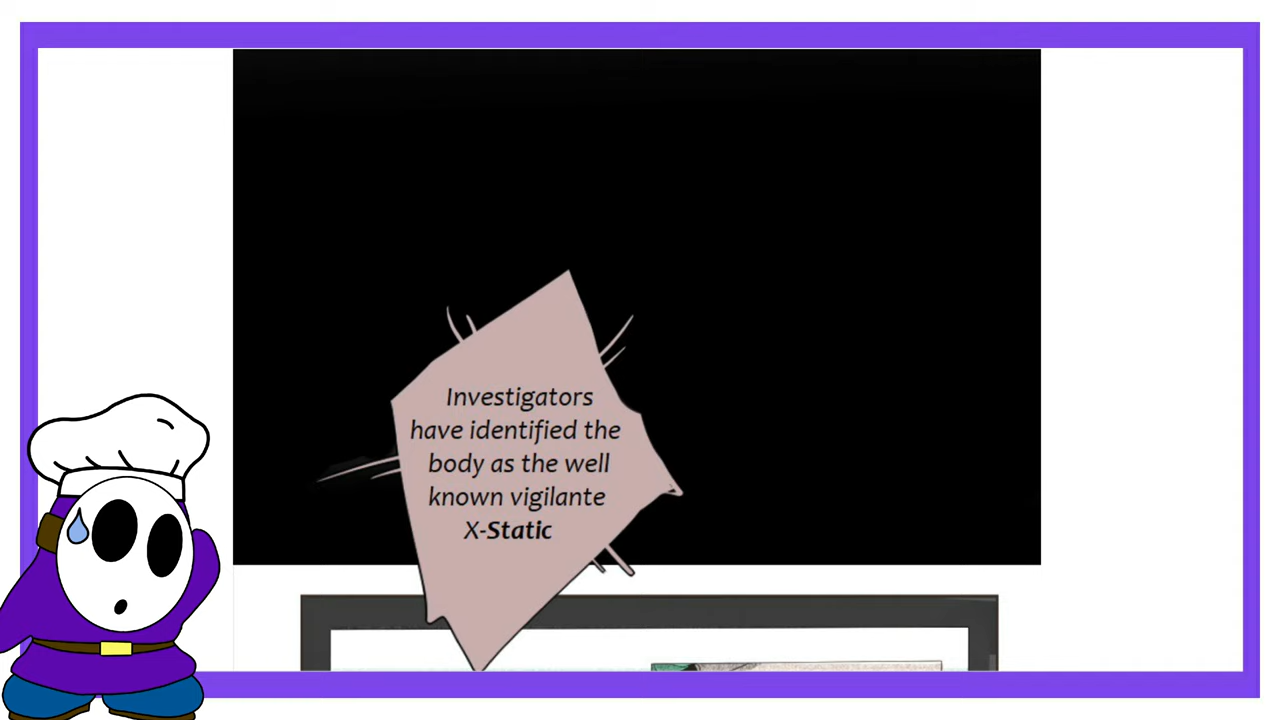 Investigators
have identified the
body as the well
known vigilante
X-Static